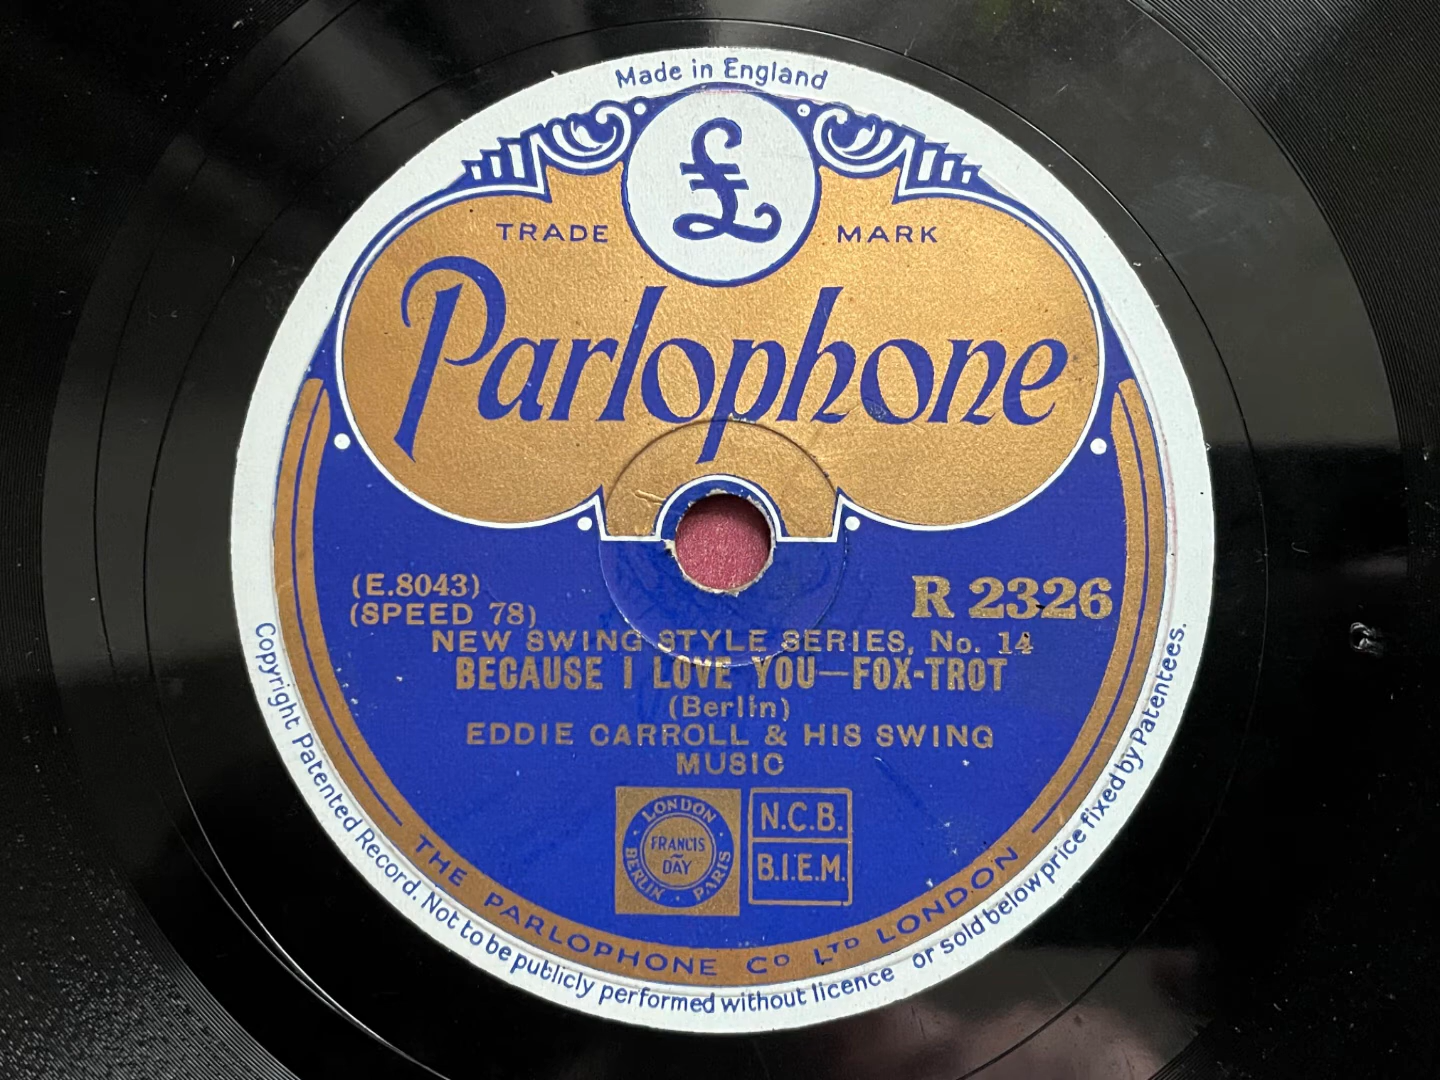 Made in England
£
TRADE MARK
Parlophone
(E.8043)
R 2326
(SPEED 78)
NEW SWING STYLE SERIES, No. 14
BECAUSE I LOVE YOU—FOX-TROT
(Berlin)
EDDIE CARROLL & HIS SWING
MUSIC
LONDON
FRANCIS
~
DAY
BERLIN · PARIS
N.C.B.
B.I.E.M.
THE PARLOPHONE Co LTD LONDON
Copyright Patented Record. Not to be publicly performed without licence or sold below price fixed by Patentees.